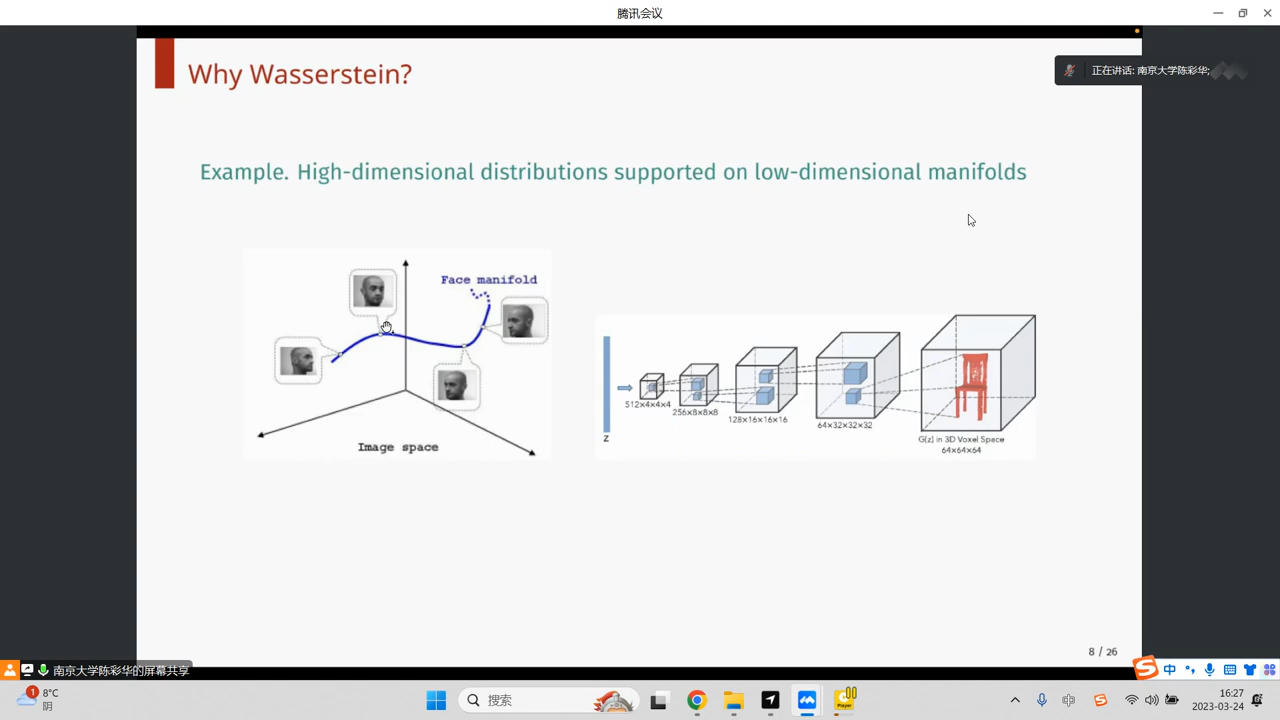 腾讯会议
Why Wasserstein?
正在讲话: 南京大学陈彩华;
Example. High-dimensional distributions supported on low-dimensional manifolds
Face manifold
Image space
z
512×4×4×4
256×8×8×8
128×16×16×16
64×32×32×32
G(z) in 3D Voxel Space
64×64×64
8 / 26
南京大学陈彩华的屏幕共享
中
1
8°C
阴
搜索
Player
中
16:27
2023-03-24